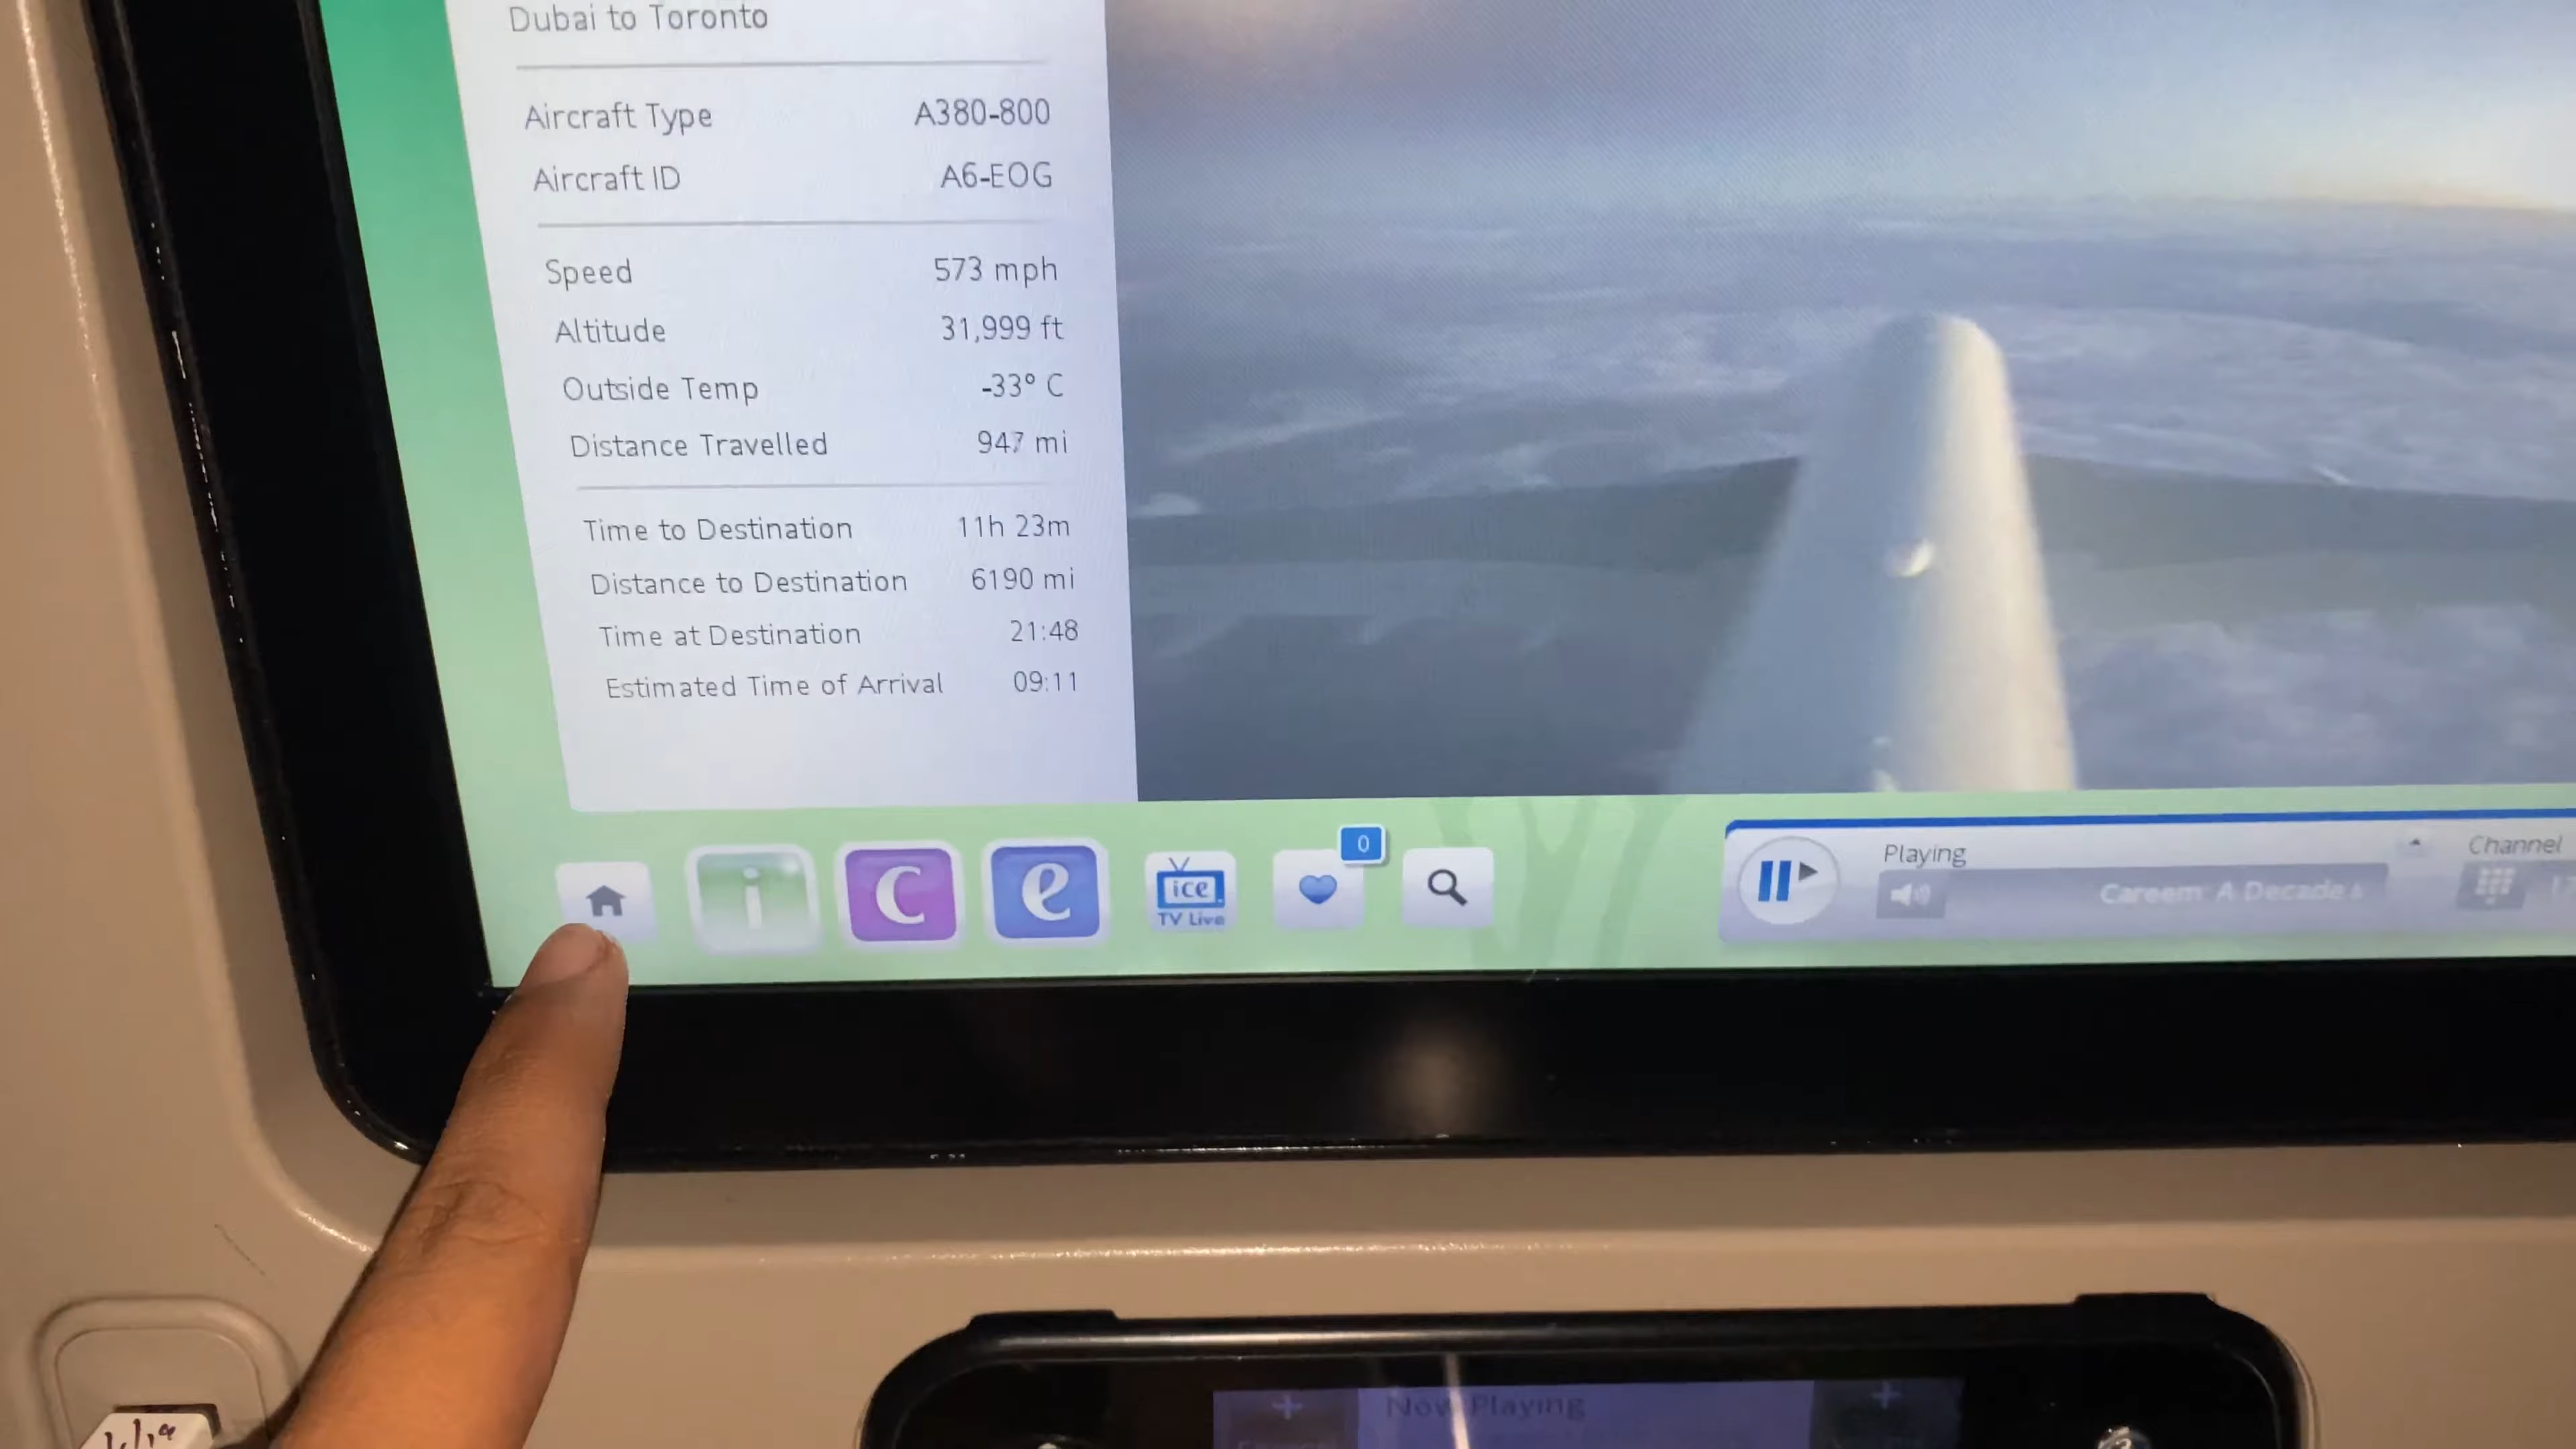 Dubai to Toronto
Aircraft Type A380-800
Aircraft ID A6-EOG
Speed 573 mph
Altitude 31,999 ft
Outside Temp -33° C
Distance Travelled 947 mi
Time to Destination 11h 23m
Distance to Destination 6190 mi
Time at Destination 21:48
Estimated Time of Arrival 09:11
i
C
e
ice
TV Live
0
Playing
Careem: A Decade
Channel
Now Playing